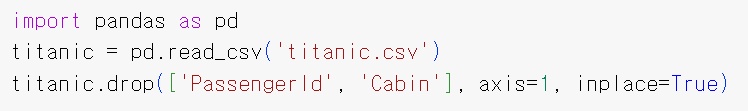 import pandas as pd
titanic = pd.read_csv('titanic.csv')
titanic.drop(['PassengerId', 'Cabin'], axis=1, inplace=True)